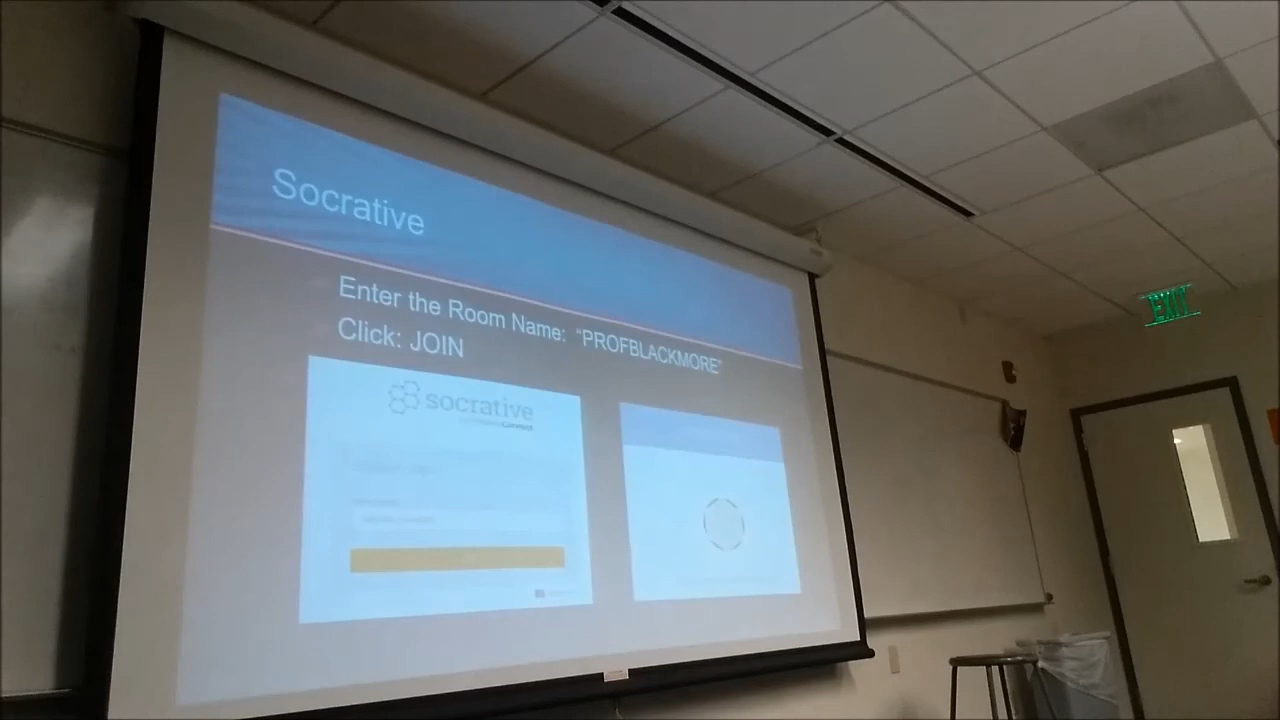 Socrative
Enter the Room Name: “PROFBLACKMORE”
Click: JOIN
socrative
EXIT